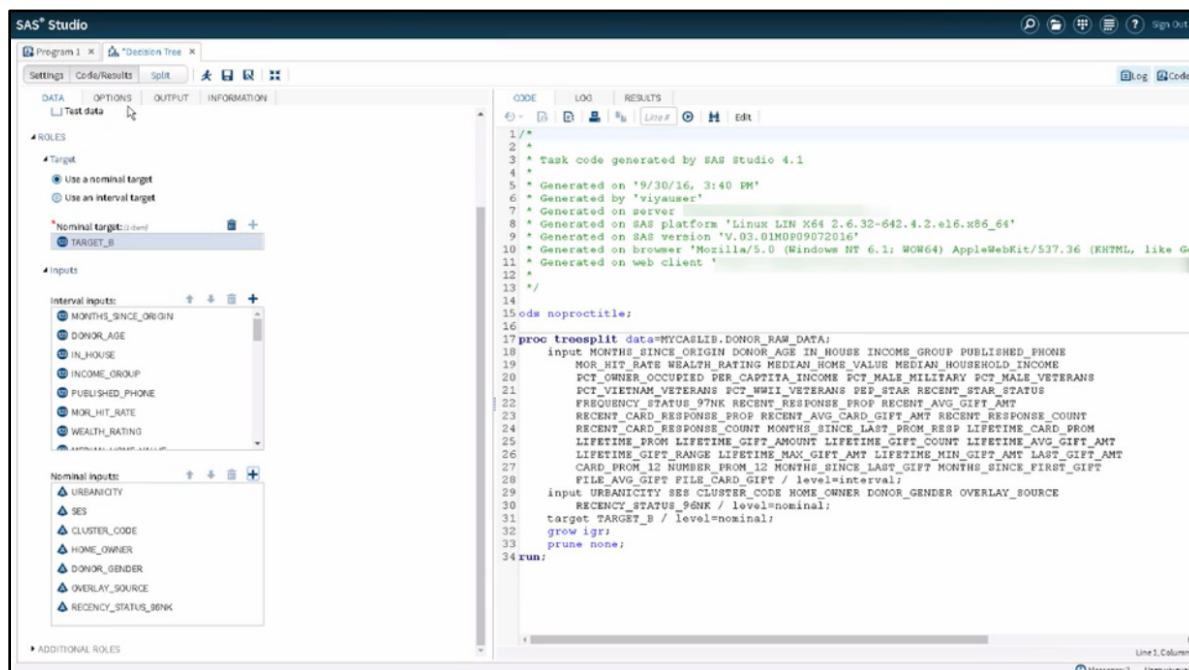 SAS® Studio
Sign Out
Program 1 × *Decision Tree ×
Settings Code/Results Split
Log Code
DATA OPTIONS OUTPUT INFORMATION
Test data
ROLES
Target
Use a nominal target
Use an interval target
*Nominal target: (1 item)
TARGET_B
Inputs
Interval inputs:
MONTHS_SINCE_ORIGIN
DONOR_AGE
IN_HOUSE
INCOME_GROUP
PUBLISHED_PHONE
MOR_HIT_RATE
WEALTH_RATING
MEDIAN_HOME_VALUE
Nominal inputs:
URBANICITY
SES
CLUSTER_CODE
HOME_OWNER
DONOR_GENDER
OVERLAY_SOURCE
RECENCY_STATUS_96NK
ADDITIONAL ROLES
CODE LOG RESULTS
Line # Edit
1 /*
2 *
3 * Task code generated by SAS Studio 4.1
4 *
5 * Generated on '9/30/16, 3:40 PM'
6 * Generated by 'viyauser'
7 * Generated on server
8 * Generated on SAS platform 'Linux LIN X64 2.6.32-642.4.2.el6.x86_64'
9 * Generated on SAS version 'V.03.01M0P09072016'
10 * Generated on browser 'Mozilla/5.0 (Windows NT 6.1; WOW64) AppleWebKit/537.36 (KHTML, like Ge
11 * Generated on web client '
12 *
13 */
14
15 ods noproctitle;
16
17 proc treesplit data=MYCASLIB.DONOR_RAW_DATA;
18 input MONTHS_SINCE_ORIGIN DONOR_AGE IN_HOUSE INCOME_GROUP PUBLISHED_PHONE
19 MOR_HIT_RATE WEALTH_RATING MEDIAN_HOME_VALUE MEDIAN_HOUSEHOLD_INCOME
20 PCT_OWNER_OCCUPIED PER_CAPTITA_INCOME PCT_MALE_MILITARY PCT_MALE_VETERANS
21 PCT_VIETNAM_VETERANS PCT_WWII_VETERANS PEP_STAR RECENT_STAR_STATUS
22 FREQUENCY_STATUS_97NK RECENT_RESPONSE_PROP RECENT_AVG_GIFT_AMT
23 RECENT_CARD_RESPONSE_PROP RECENT_AVG_CARD_GIFT_AMT RECENT_RESPONSE_COUNT
24 RECENT_CARD_RESPONSE_COUNT MONTHS_SINCE_LAST_PROM_RESP LIFETIME_CARD_PROM
25 LIFETIME_PROM LIFETIME_GIFT_AMOUNT LIFETIME_GIFT_COUNT LIFETIME_AVG_GIFT_AMT
26 LIFETIME_GIFT_RANGE LIFETIME_MAX_GIFT_AMT LIFETIME_MIN_GIFT_AMT LAST_GIFT_AMT
27 CARD_PROM_12 NUMBER_PROM_12 MONTHS_SINCE_LAST_GIFT MONTHS_SINCE_FIRST_GIFT
28 FILE_AVG_GIFT FILE_CARD_GIFT / level=interval;
29 input URBANICITY SES CLUSTER_CODE HOME_OWNER DONOR_GENDER OVERLAY_SOURCE
30 RECENCY_STATUS_96NK / level=nominal;
31 target TARGET_B / level=nominal;
32 grow igr;
33 prune none;
34 run;
Line 1, Column